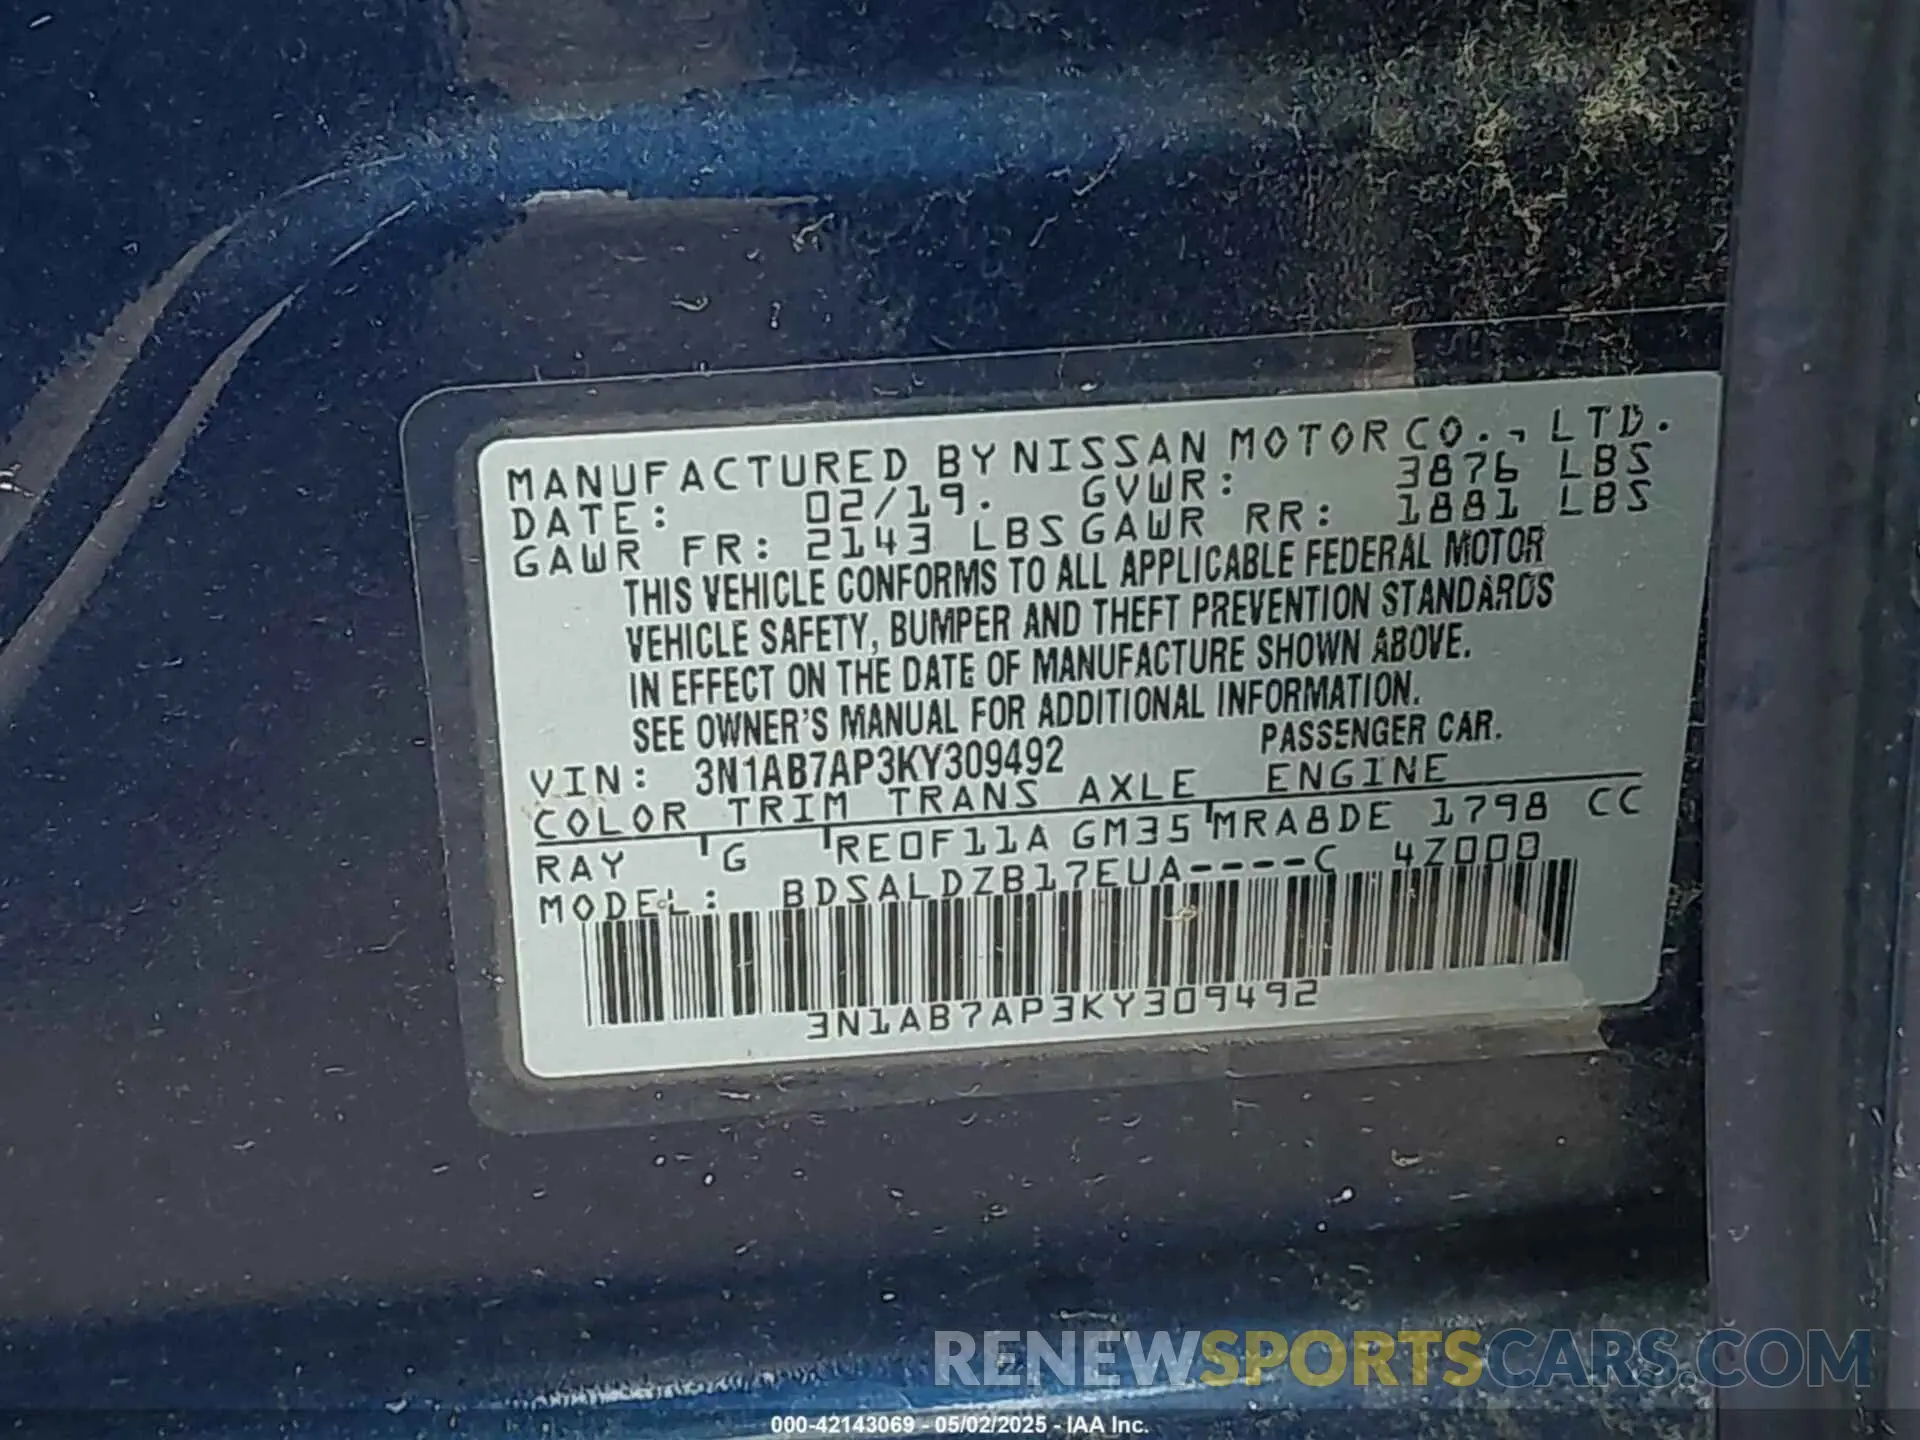 MANUFACTURED BY NISSAN MOTOR CO., LTD.
DATE: 02/19. GVWR: 3876 LBS
GAWR FR: 2143 LBS GAWR RR: 1881 LBS
THIS VEHICLE CONFORMS TO ALL APPLICABLE FEDERAL MOTOR
VEHICLE SAFETY, BUMPER AND THEFT PREVENTION STANDARDS
IN EFFECT ON THE DATE OF MANUFACTURE SHOWN ABOVE.
SEE OWNER'S MANUAL FOR ADDITIONAL INFORMATION.
VIN: 3N1AB7AP3KY309492 PASSENGER CAR.
COLOR TRIM TRANS AXLE ENGINE
RAY G RE0F11A GM35 MRA8DE 1798 CC
MODEL: BDSALDZB17EUA----C 4Z000
3N1AB7AP3KY309492
RENEWSPORTSCARS.COM
000-42143069 - 05/02/2025 - IAA Inc.